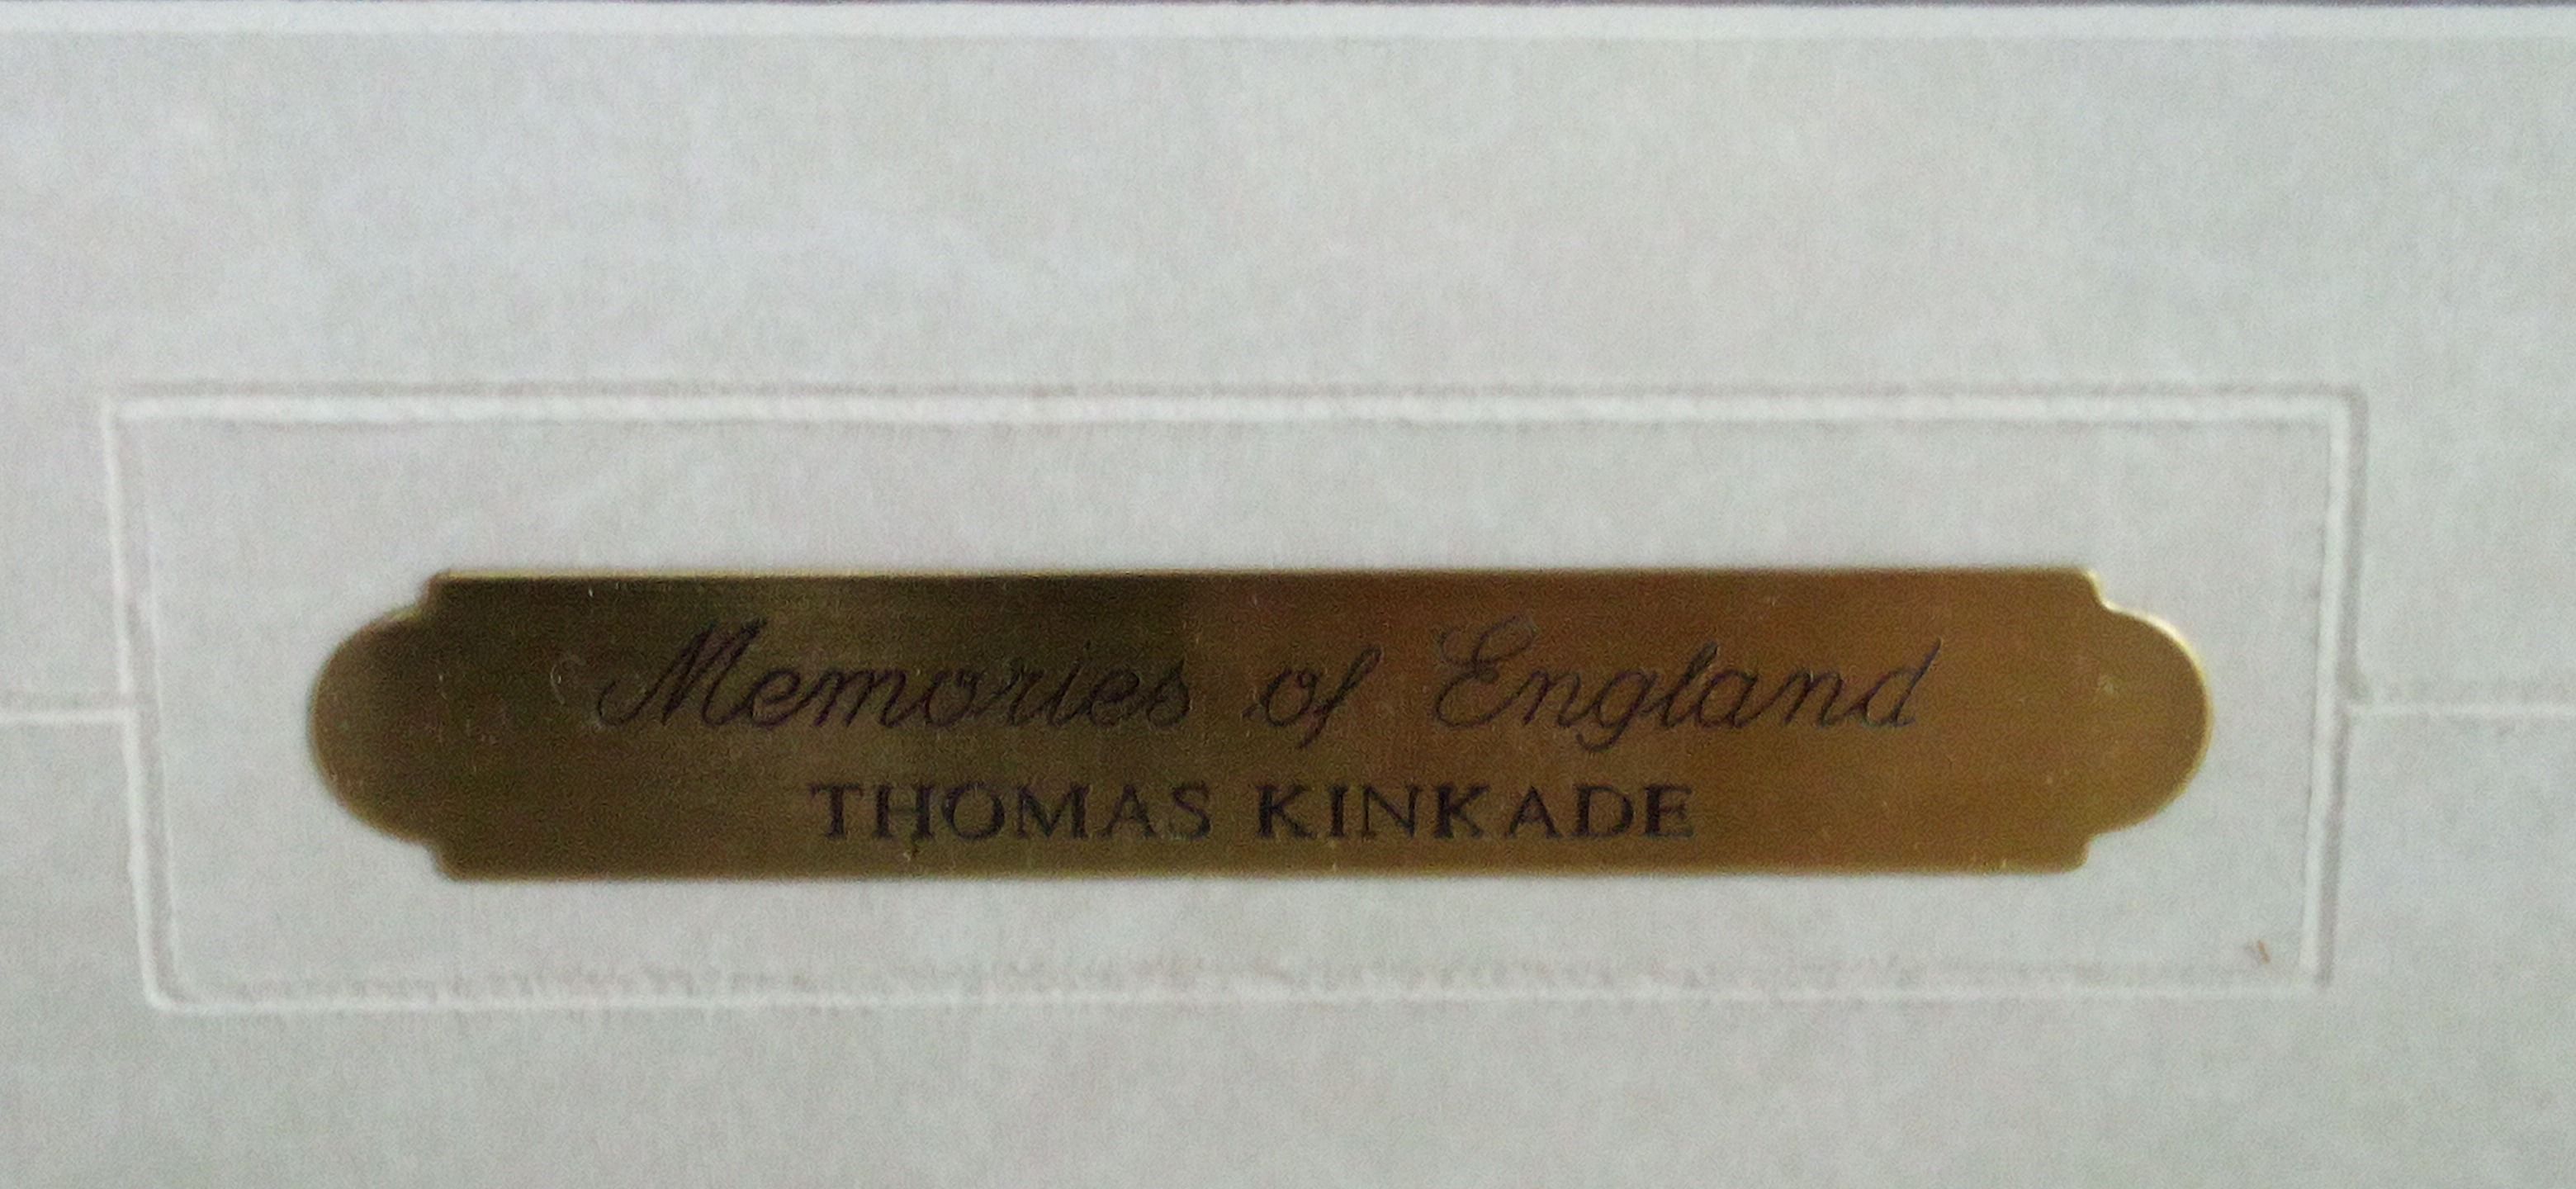 Memories of England
THOMAS KINKADE